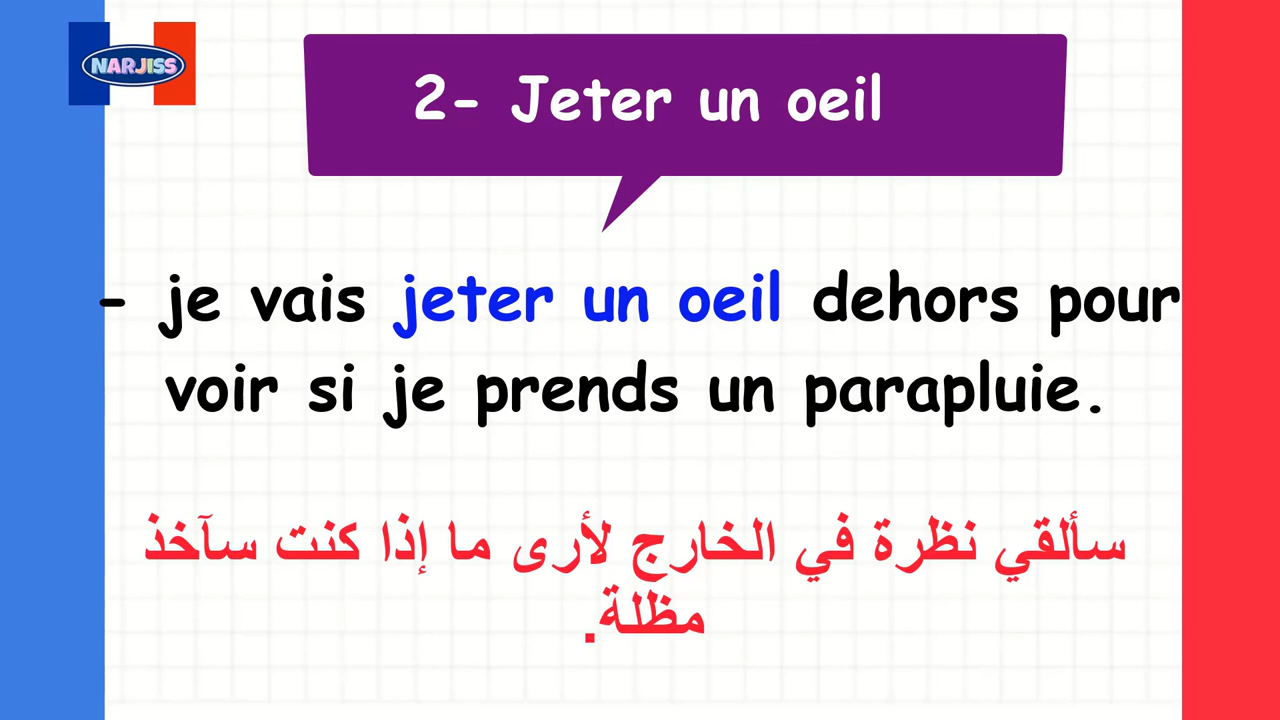 NARJISS
2- Jeter un oeil
- je vais jeter un oeil dehors pour
voir si je prends un parapluie.
سألقي نظرة في الخارج لأرى ما إذا كنت سآخذ
مظلة.